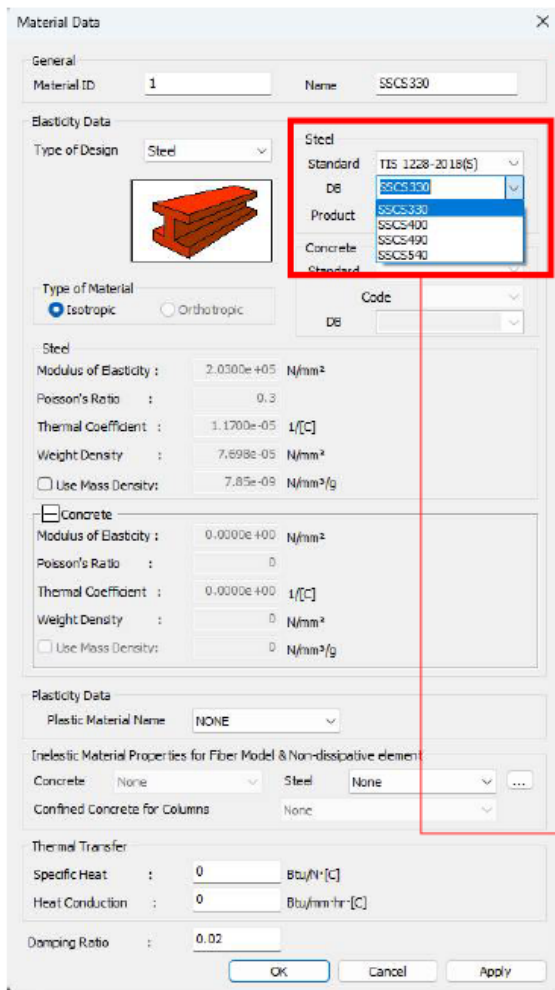 Material Data
General
Material ID 1 Name SSCS330
Elasticity Data
Type of Design Steel
Steel
Standard TIS 1228-2018(S)
DB SSCS330
Product SSCS330
SSCS400
SSCS490
SSCS540
Concrete
Standard
Type of Material
Isotropic Orthotropic
Code
DB
Steel
Modulus of Elasticity : 2.0300e+05 N/mm²
Poisson's Ratio : 0.3
Thermal Coefficient : 1.1700e-05 1/[C]
Weight Density : 7.698e-05 N/mm³
Use Mass Density: 7.85e-09 N/mm³/g
Concrete
Modulus of Elasticity : 0.0000e+00 N/mm²
Poisson's Ratio : 0
Thermal Coefficient : 0.0000e+00 1/[C]
Weight Density : 0 N/mm³
Use Mass Density: 0 N/mm³/g
Plasticity Data
Plastic Material Name NONE
Inelastic Material Properties for Fiber Model & Non-dissipative element
Concrete None Steel None ...
Confined Concrete for Columns None
Thermal Transfer
Specific Heat : 0 Btu/N·[C]
Heat Conduction : 0 Btu/mm·hr·[C]
Damping Ratio : 0.02
OK Cancel Apply